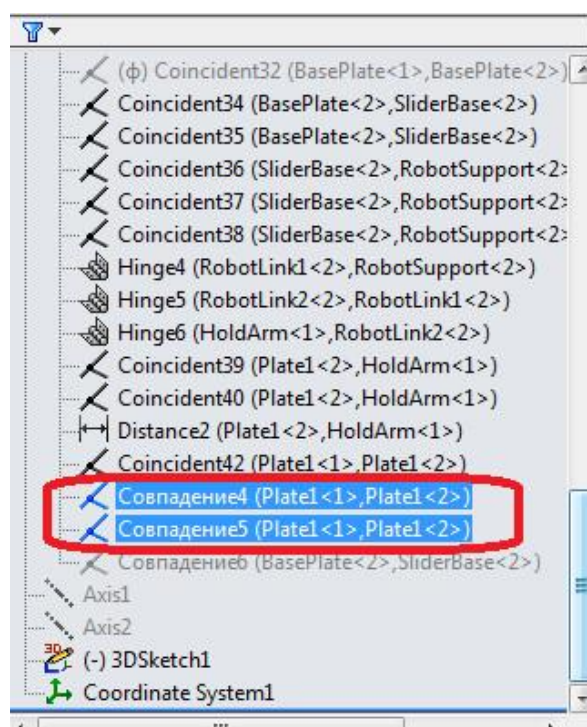 (ф) Coincident32 (BasePlate<1>,BasePlate<2>)
Coincident34 (BasePlate<2>,SliderBase<2>)
Coincident35 (BasePlate<2>,SliderBase<2>)
Coincident36 (SliderBase<2>,RobotSupport<2>
Coincident37 (SliderBase<2>,RobotSupport<2>
Coincident38 (SliderBase<2>,RobotSupport<2>
Hinge4 (RobotLink1<2>,RobotSupport<2>)
Hinge5 (RobotLink2<2>,RobotLink1<2>)
Hinge6 (HoldArm<1>,RobotLink2<2>)
Coincident39 (Plate1<2>,HoldArm<1>)
Coincident40 (Plate1<2>,HoldArm<1>)
Distance2 (Plate1<2>,HoldArm<1>)
Coincident42 (Plate1<1>,Plate1<2>)
Совпадение4 (Plate1<1>,Plate1<2>)
Совпадение5 (Plate1<1>,Plate1<2>)
Совпадение6 (BasePlate<2>,SliderBase<2>)
Axis1
Axis2
3D (-) 3DSketch1
Coordinate System1